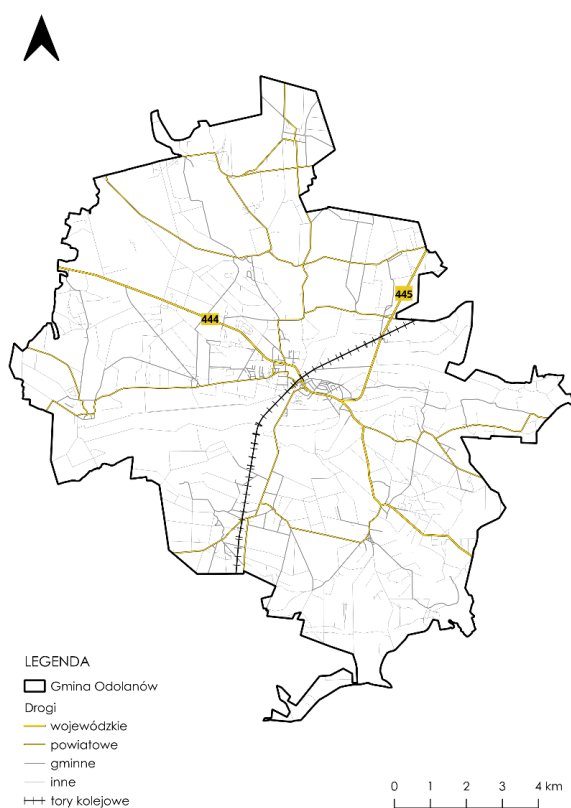 445
444
LEGENDA
Gmina Odolanów
Drogi
wojewódzkie
powiatowe
gminne
inne
tory kolejowe
0 1 2 3 4 km